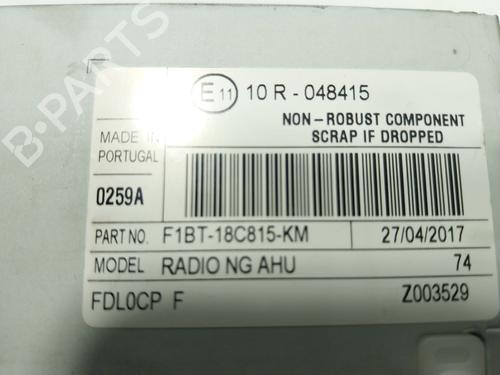 E 11 10 R - 048415
NON-ROBUST COMPONENT
SCRAP IF DROPPED
MADE IN
PORTUGAL
0259A
PART NO. F1BT-18C815-KM 27/04/2017
MODEL RADIO NG AHU 74
FDL0CP F Z003529
B-PARTS